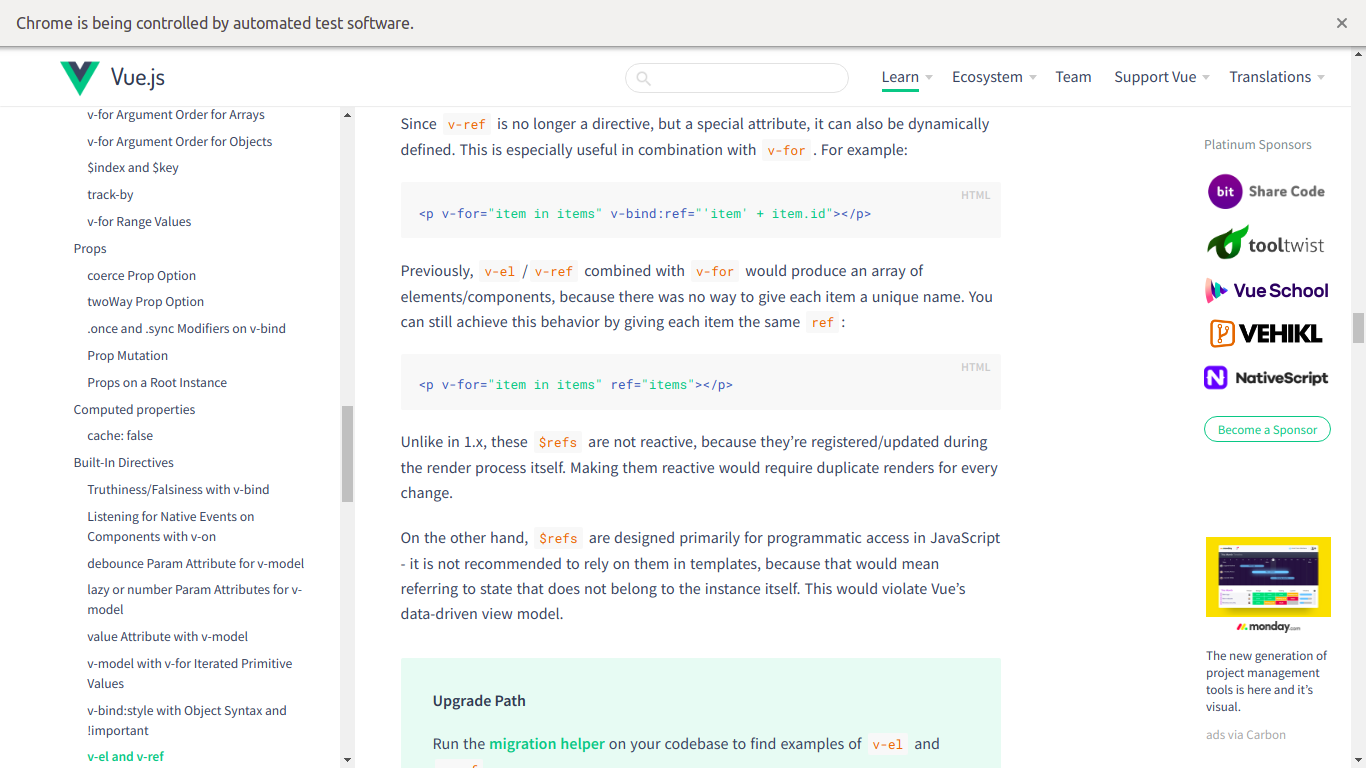 Chrome is being controlled by automated test software.
Vue.js
Learn
Ecosystem
Team
Support Vue
Translations
v-for Argument Order for Arrays
v-for Argument Order for Objects
$index and $key
track-by
v-for Range Values
Props
coerce Prop Option
twoWay Prop Option
.once and .sync Modifiers on v-bind
Prop Mutation
Props on a Root Instance
Computed properties
cache: false
Built-In Directives
Truthiness/Falsiness with v-bind
Listening for Native Events on
Components with v-on
debounce Param Attribute for v-model
lazy or number Param Attributes for v-
model
value Attribute with v-model
v-model with v-for Iterated Primitive
Values
v-bind:style with Object Syntax and
!important
v-el and v-ref
Since v-ref is no longer a directive, but a special attribute, it can also be dynamically
defined. This is especially useful in combination with v-for . For example:
HTML
<p v-for="item in items" v-bind:ref="'item' + item.id"></p>
Previously, v-el / v-ref combined with v-for would produce an array of
elements/components, because there was no way to give each item a unique name. You
can still achieve this behavior by giving each item the same ref :
HTML
<p v-for="item in items" ref="items"></p>
Unlike in 1.x, these $refs are not reactive, because they’re registered/updated during
the render process itself. Making them reactive would require duplicate renders for every
change.
On the other hand, $refs are designed primarily for programmatic access in JavaScript
- it is not recommended to rely on them in templates, because that would mean
referring to state that does not belong to the instance itself. This would violate Vue’s
data-driven view model.
Upgrade Path
Run the migration helper on your codebase to find examples of v-el and
Platinum Sponsors
bit Share Code
tooltwist
Vue School
VEHIKL
NativeScript
Become a Sponsor
monday.com
The new generation of
project management
tools is here and it’s
visual.
ads via Carbon